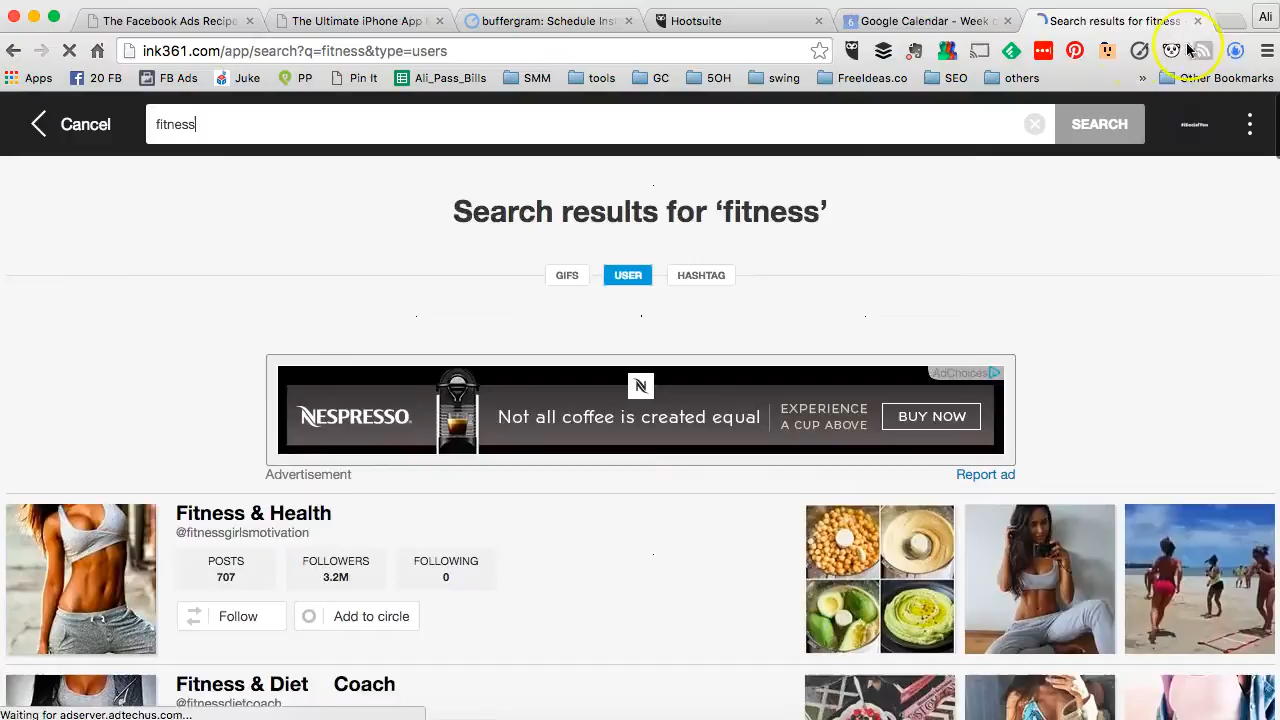 The Facebook Ads Recipe
The Ultimate iPhone App
buffergram: Schedule Ins
Hootsuite
Google Calendar - Week o
Search results for 'fitness'
Ali
ink361.com/app/search?q=fitness&type=users
Apps
20 FB
FB Ads
Juke
PP
Pin It
Ali_Pass_Bills
SMM
tools
GC
5OH
swing
FreeIdeas.co
SEO
others
»
Other Bookmarks
Cancel
fitness
SEARCH
Search results for ‘fitness’
GIFS
USER
HASHTAG
AdChoices
NESPRESSO.
Not all coffee is created equal
EXPERIENCE
A CUP ABOVE
BUY NOW
Advertisement
Report ad
Fitness & Health
@fitnessgirlsmotivation
POSTS
FOLLOWERS
FOLLOWING
707
3.2M
0
Follow
Add to circle
Fitness & Diet Coach
@fitnessdietcoach
Waiting for adserver.adtechus.com...